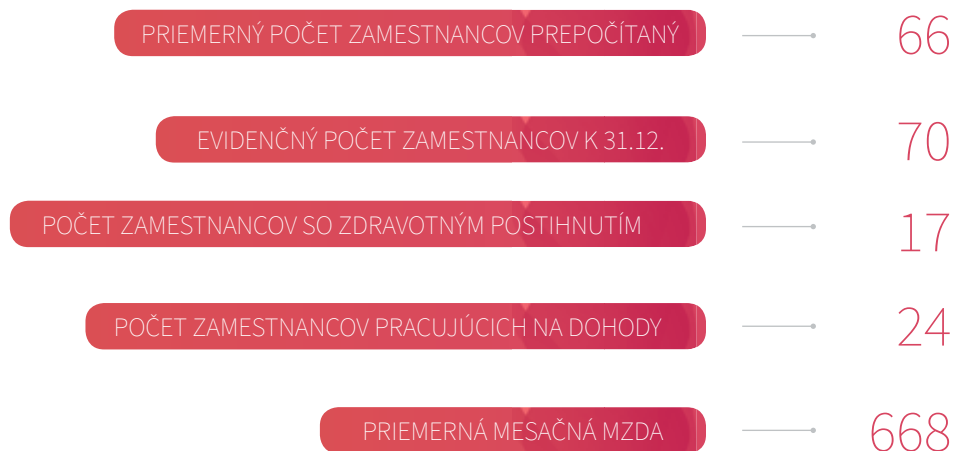 PRIEMERNÝ POČET ZAMESTNANCOV PREPOČÍTANÝ 66
EVIDENČNÝ POČET ZAMESTNANCOV K 31.12. 70
POČET ZAMESTNANCOV SO ZDRAVOTNÝM POSTIHNUTÍM 17
POČET ZAMESTNANCOV PRACUJÚCICH NA DOHODY 24
PRIEMERNÁ MESAČNÁ MZDA 668